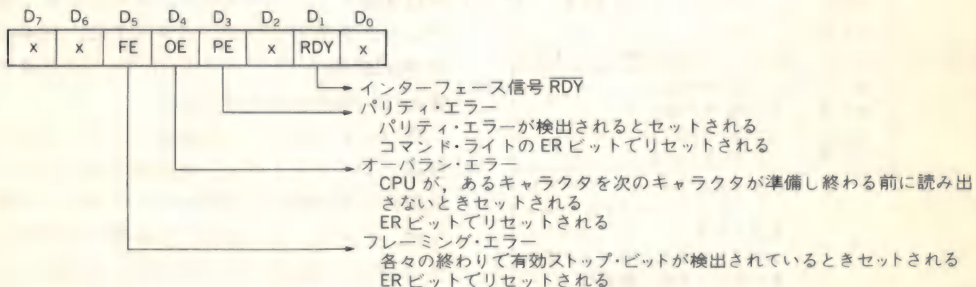 D₇ D₆ D₅ D₄ D₃ D₂ D₁ D₀
x x FE OE PE x RDY x
インターフェース信号 R̅D̅Y̅
パリティ・エラー
パリティ・エラーが検出されるとセットされる
コマンド・ライトの ER ビットでリセットされる
オーバラン・エラー
CPU が，あるキャラクタを次のキャラクタが準備し終わる前に読み出
さないときセットされる
ER ビットでリセットされる
フレーミング・エラー
各々の終わりで有効ストップ・ビットが検出されているときセットされる
ER ビットでリセットされる